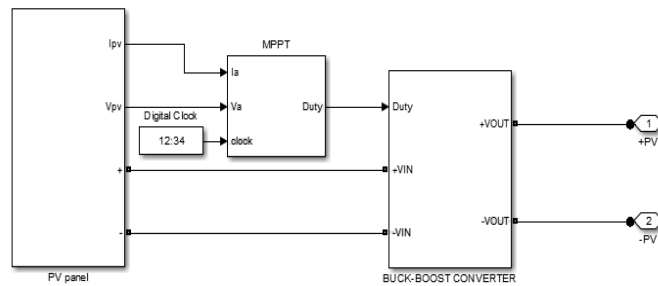 Ipv
MPPT
Ia
Vpv
Va
Duty
Duty
Digital Clock
12:34
clock
+VOUT
1
+PV
+
+VIN
-
-VIN
-VOUT
2
-PV
PV panel
BUCK-BOOST CONVERTER